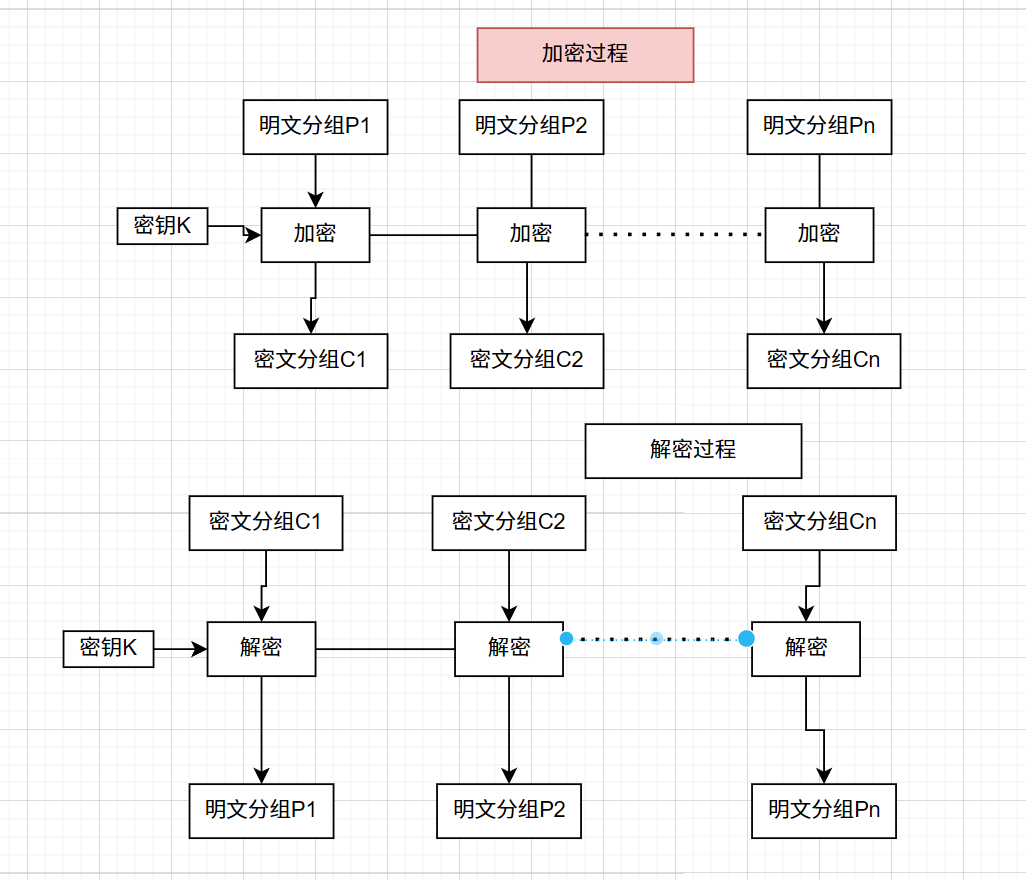 加密过程
明文分组P1
明文分组P2
明文分组Pn
密钥K
加密
加密
加密
密文分组C1
密文分组C2
密文分组Cn
解密过程
密文分组C1
密文分组C2
密文分组Cn
密钥K
解密
解密
解密
明文分组P1
明文分组P2
明文分组Pn